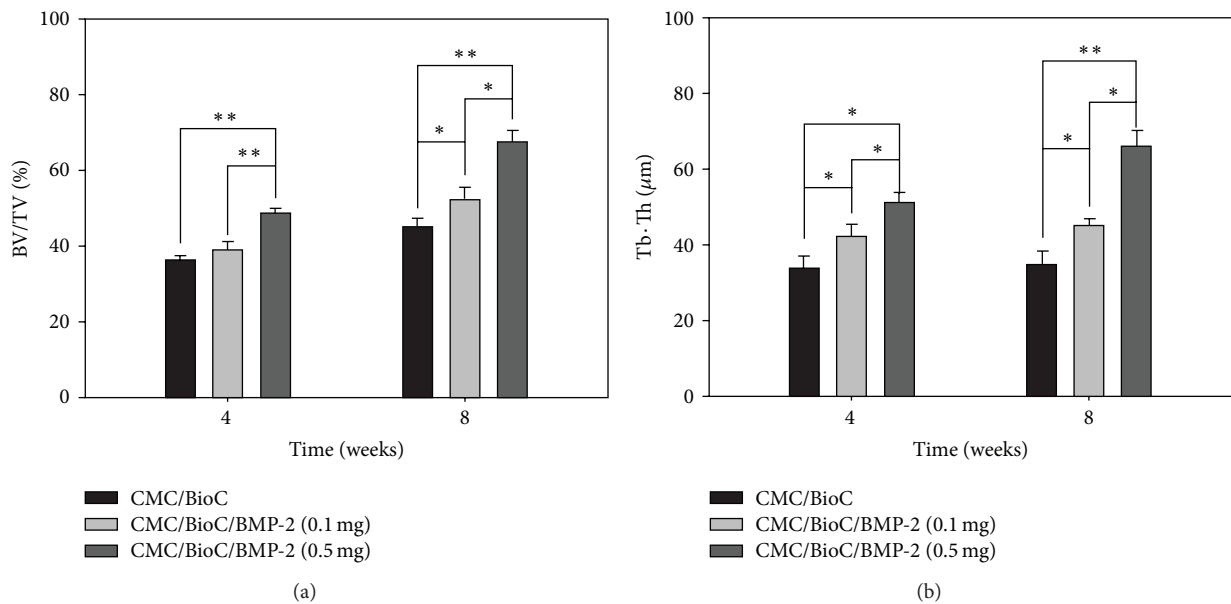 100
80
60
40
20
0
BV/TV (%)
**
**
**
*
*
4
8
Time (weeks)
CMC/BioC
CMC/BioC/BMP-2 (0.1 mg)
CMC/BioC/BMP-2 (0.5 mg)
(a)
100
80
60
40
20
0
Tb· Th (μm)
*
*
*
**
*
*
4
8
Time (weeks)
CMC/BioC
CMC/BioC/BMP-2 (0.1 mg)
CMC/BioC/BMP-2 (0.5 mg)
(b)